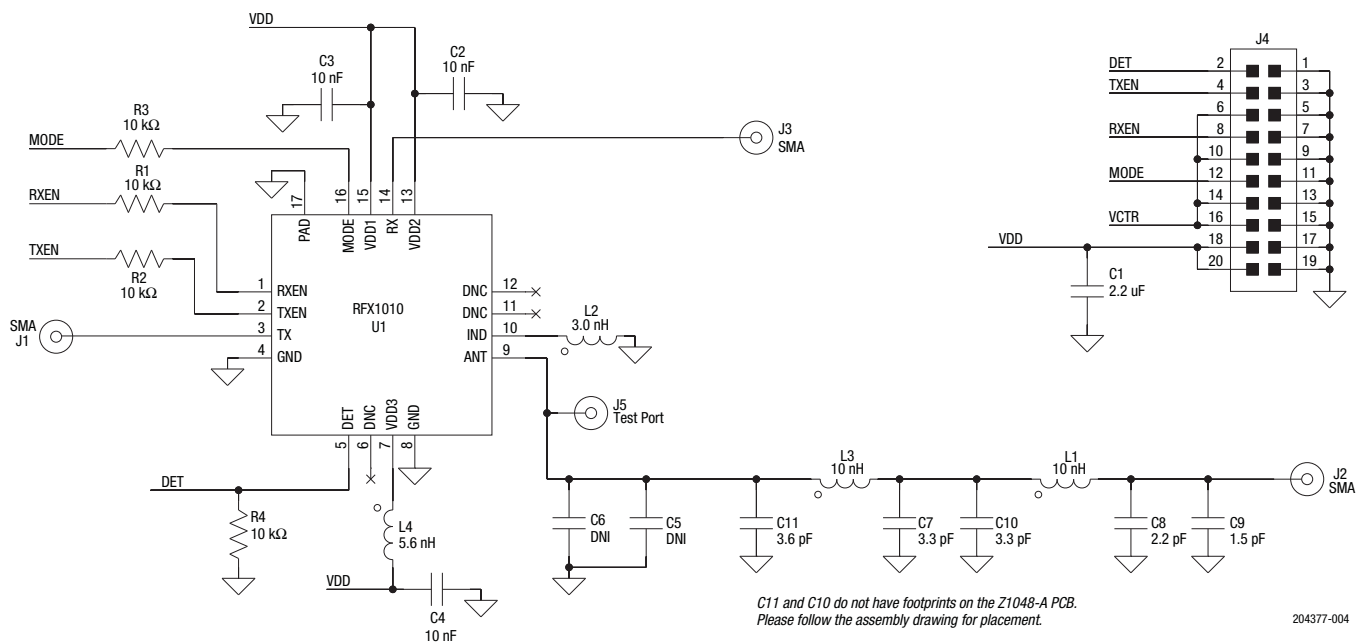 VDD
C3
10 nF
C2
10 nF
R3
10 kΩ
MODE
R1
10 kΩ
RXEN
TXEN
R2
10 kΩ
J3
SMA
17
16
15
14
13
PAD
MODE
VDD1
RX
VDD2
1
RXEN
2
TXEN
3
TX
4
GND
SMA
J1
RFX1010
U1
DNC
12
DNC
11
IND
10
ANT
9
L2
3.0 nH
DET
DNC
VDD3
GND
5
6
7
8
J5
Test Port
DET
R4
10 kΩ
L4
5.6 nH
VDD
C4
10 nF
C6
DNI
C5
DNI
C11
3.6 pF
L3
10 nH
C7
3.3 pF
C10
3.3 pF
L1
10 nH
C8
2.2 pF
C9
1.5 pF
J2
SMA
J4
DET
2
1
TXEN
4
3
6
5
RXEN
8
7
10
9
MODE
12
11
14
13
VCTR
16
15
VDD
18
17
20
19
C1
2.2 uF
C11 and C10 do not have footprints on the Z1048-A PCB.
Please follow the assembly drawing for placement.
204377-004